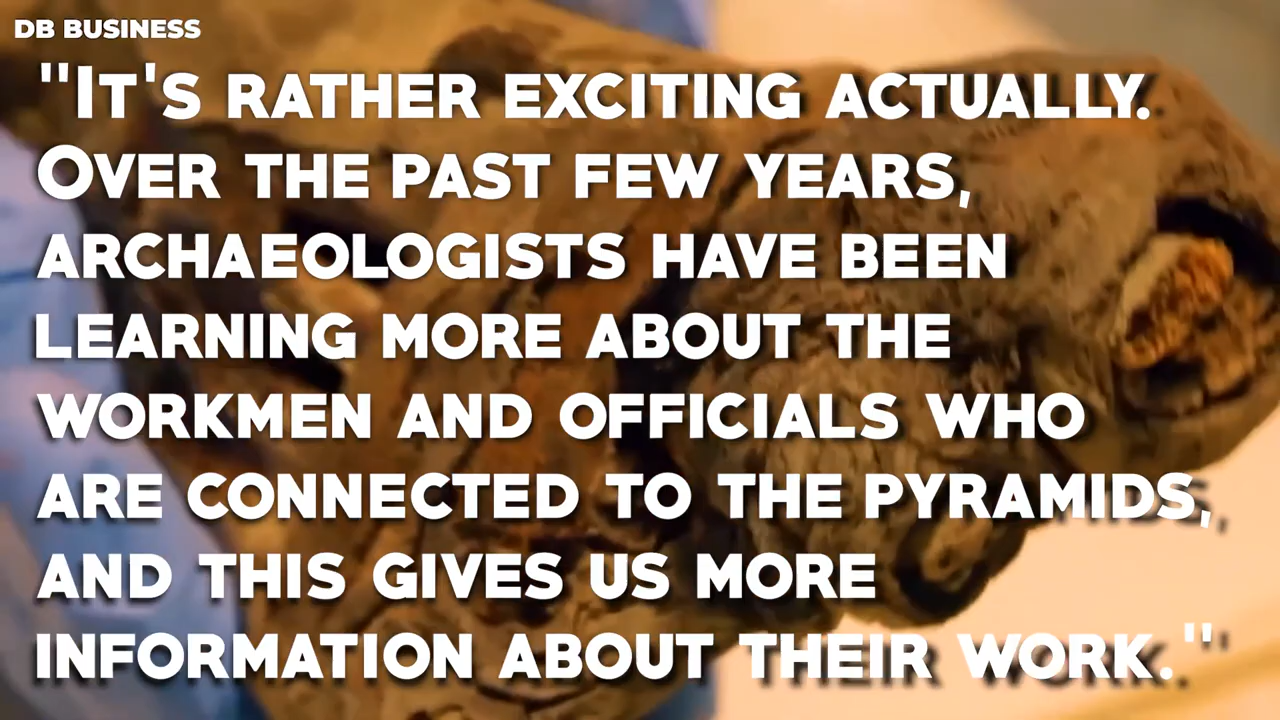 DB BUSINESS
"It's rather exciting actually.
Over the past few years,
archaeologists have been
learning more about the
workmen and officials who
are connected to the pyramids,
and this gives us more
information about their work."